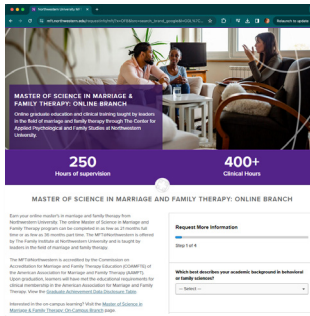 MASTER OF SCIENCE IN MARRIAGE &
FAMILY THERAPY: ONLINE BRANCH
Online graduate education and clinical training taught by leaders
in the field of marriage and family therapy through The Center for
Applied Psychological and Family Studies at Northwestern
University.
250
Hours of supervision
400+
Clinical Hours
MASTER OF SCIENCE IN MARRIAGE AND FAMILY THERAPY: ONLINE BRANCH
Earn your online master's in marriage and family therapy from
Northwestern University. The online Master of Science in Marriage and
Family Therapy program can be completed in as few as 21 months full
time or as few as 36 months part time. The MFT@Northwestern is offered
by The Family Institute at Northwestern University and is taught by
leaders in the field of marriage and family therapy.
The MFT@Northwestern is accredited by the Commission on
Accreditation for Marriage and Family Therapy Education (COAMFTE) of
the American Association for Marriage and Family Therapy (AAMFT).
Upon graduation, learners will have met the educational requirements for
clinical membership in the American Association for Marriage and Family
Therapy. View the Graduate Achievement Data Disclosure Table.
Interested in the on-campus learning? Visit the Master of Science in
Marriage & Family Therapy: On-Campus Branch page.
Request More Information
Step 1 of 4
Which best describes your academic background in behavioral
or family sciences?
-- Select --